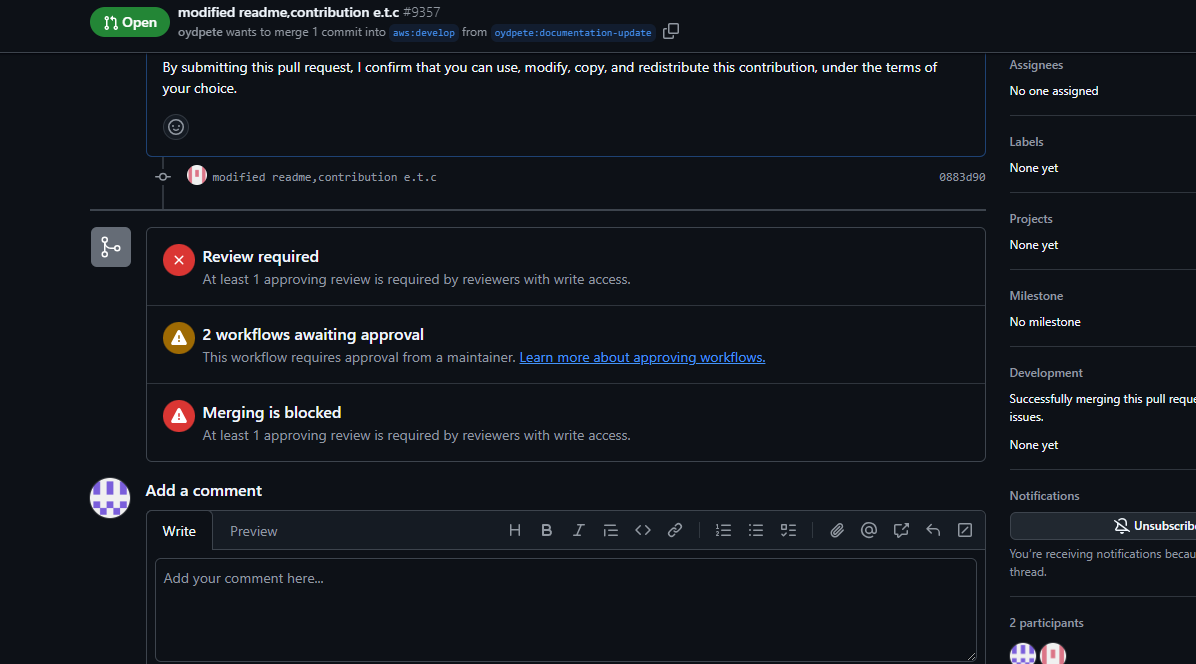 Open
modified readme,contribution e.t.c #9357
oydpete wants to merge 1 commit into aws:develop from oydpete:documentation-update
By submitting this pull request, I confirm that you can use, modify, copy, and redistribute this contribution, under the terms of
your choice.
modified readme,contribution e.t.c
0883d90
Review required
At least 1 approving review is required by reviewers with write access.
2 workflows awaiting approval
This workflow requires approval from a maintainer. Learn more about approving workflows.
Merging is blocked
At least 1 approving review is required by reviewers with write access.
Add a comment
Write
Preview
Add your comment here...
Assignees
No one assigned
Labels
None yet
Projects
None yet
Milestone
No milestone
Development
Successfully merging this pull reque
issues.
None yet
Notifications
Unsubscribe
You're receiving notifications becau
thread.
2 participants